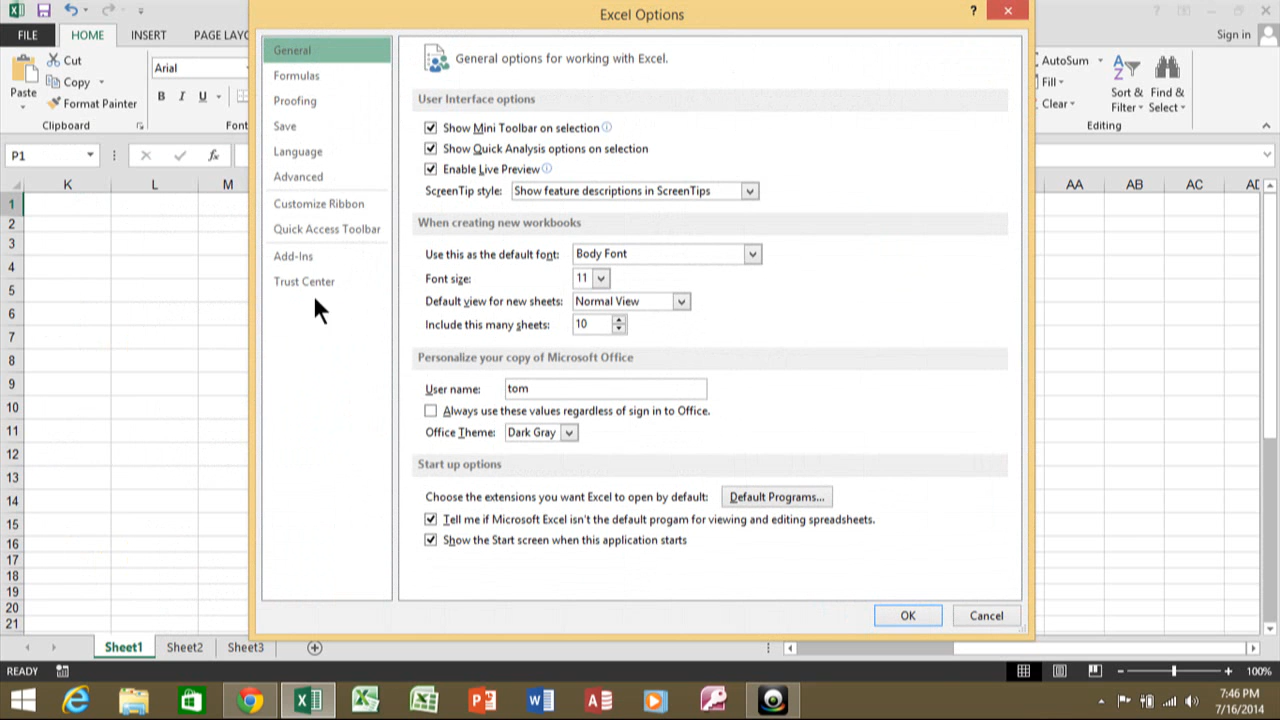 Excel Options
?
FILE HOME INSERT PAGE LAYO Sign in
Cut
Copy
Format Painter
Paste
Clipboard
Arial
B I U
Font
AutoSum
Fill
Clear
Sort & Filter
Find & Select
Editing
P1 fx
K L M AA AB AC AD
1
2
3
4
5
6
7
8
9
10
11
12
13
14
15
16
17
18
19
20
21
General
Formulas
Proofing
Save
Language
Advanced
Customize Ribbon
Quick Access Toolbar
Add-Ins
Trust Center
General options for working with Excel.
User Interface options
Show Mini Toolbar on selection
Show Quick Analysis options on selection
Enable Live Preview
ScreenTip style: Show feature descriptions in ScreenTips
When creating new workbooks
Use this as the default font: Body Font
Font size: 11
Default view for new sheets: Normal View
Include this many sheets: 10
Personalize your copy of Microsoft Office
User name: tom
Always use these values regardless of sign in to Office.
Office Theme: Dark Gray
Start up options
Choose the extensions you want Excel to open by default: Default Programs...
Tell me if Microsoft Excel isn't the default progam for viewing and editing spreadsheets.
Show the Start screen when this application starts
OK Cancel
Sheet1 Sheet2 Sheet3
READY 100%
7:46 PM
7/16/2014